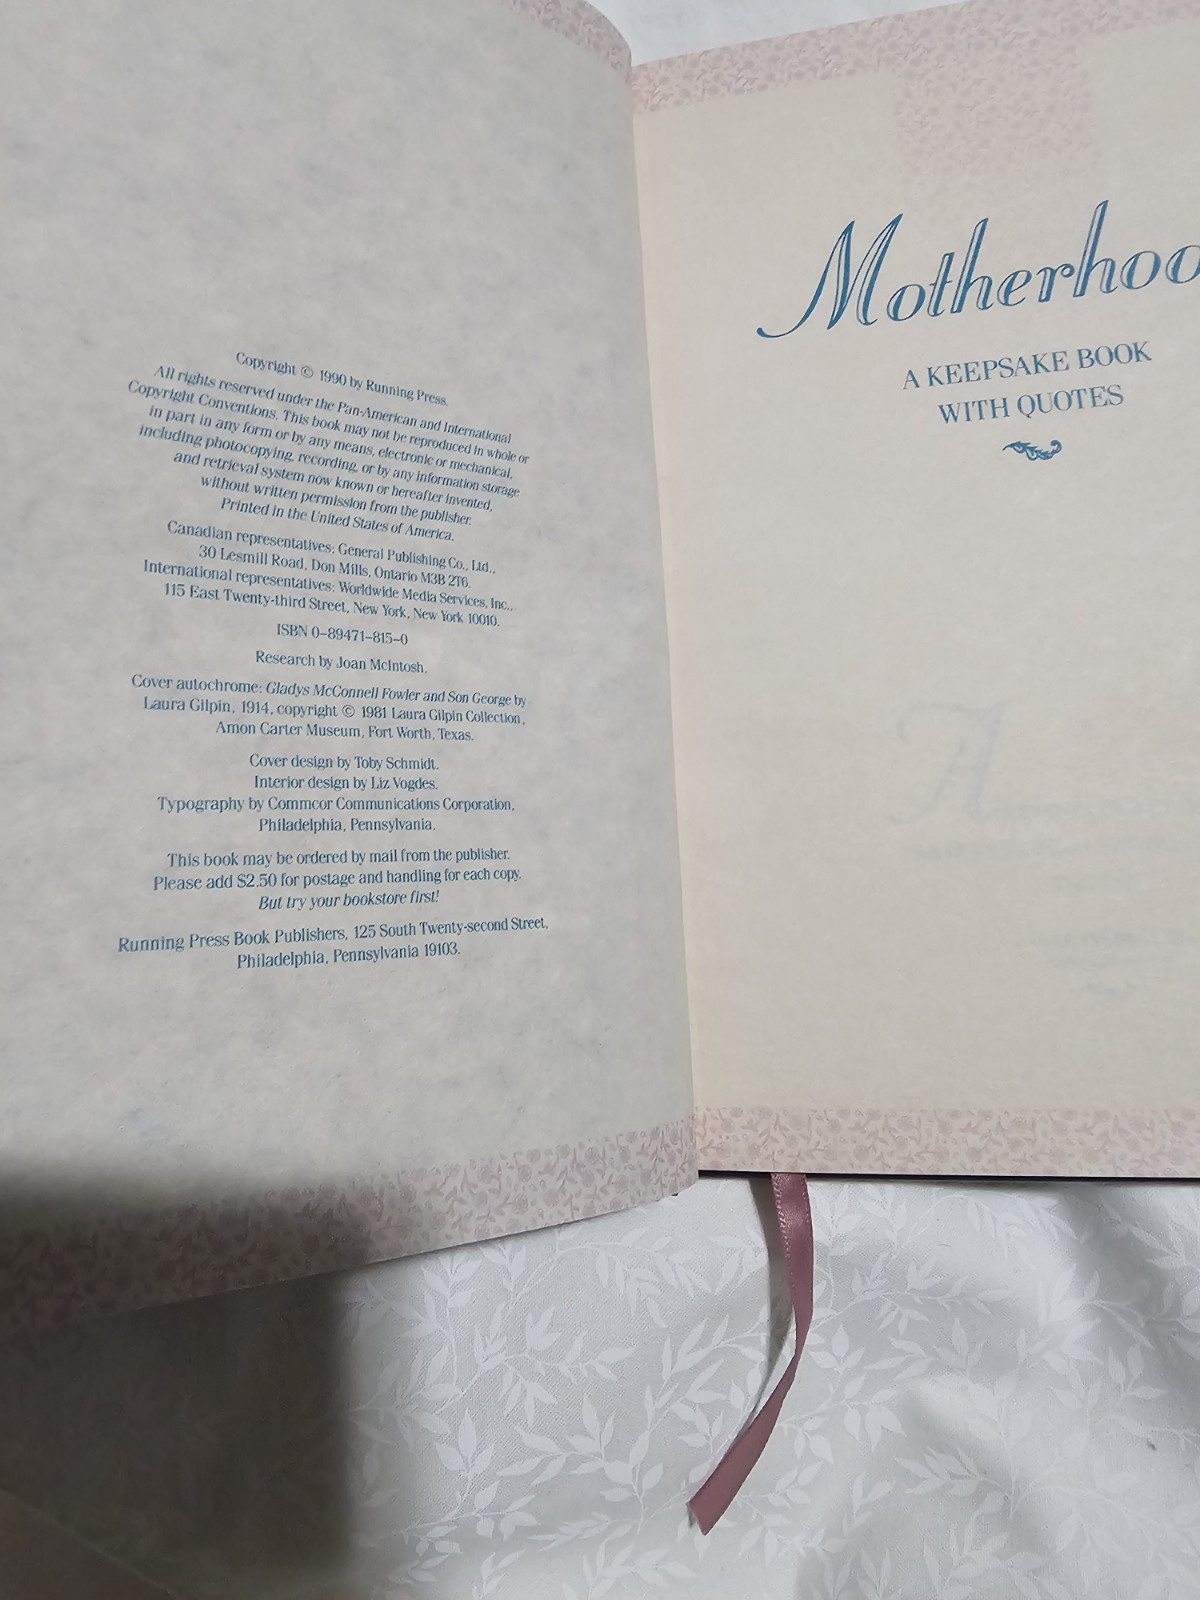 Copyright © 1990 by Running Press.
All rights reserved under the Pan-American and International
Copyright Conventions. This book may not be reproduced in whole or
in part in any form or by any means, electronic or mechanical,
including photocopying, recording, or by any information storage
and retrieval system now known or hereafter invented,
without written permission from the publisher.
Printed in the United States of America.
Canadian representatives: General Publishing Co., Ltd.,
30 Lesmill Road, Don Mills, Ontario M3B 2T6.
International representatives: Worldwide Media Services, Inc.,
115 East Twenty-third Street, New York, New York 10010.
ISBN 0–89471–815–0
Research by Joan McIntosh.
Cover autochrome: Gladys McConnell Fowler and Son George by
Laura Gilpin, 1914, copyright © 1981 Laura Gilpin Collection,
Amon Carter Museum, Fort Worth, Texas.
Cover design by Toby Schmidt.
Interior design by Liz Vogdes.
Typography by Commcor Communications Corporation,
Philadelphia, Pennsylvania.
This book may be ordered by mail from the publisher.
Please add $2.50 for postage and handling for each copy.
But try your bookstore first!
Running Press Book Publishers, 125 South Twenty-second Street,
Philadelphia, Pennsylvania 19103.
Motherhoo
A KEEPSAKE BOOK
WITH QUOTES